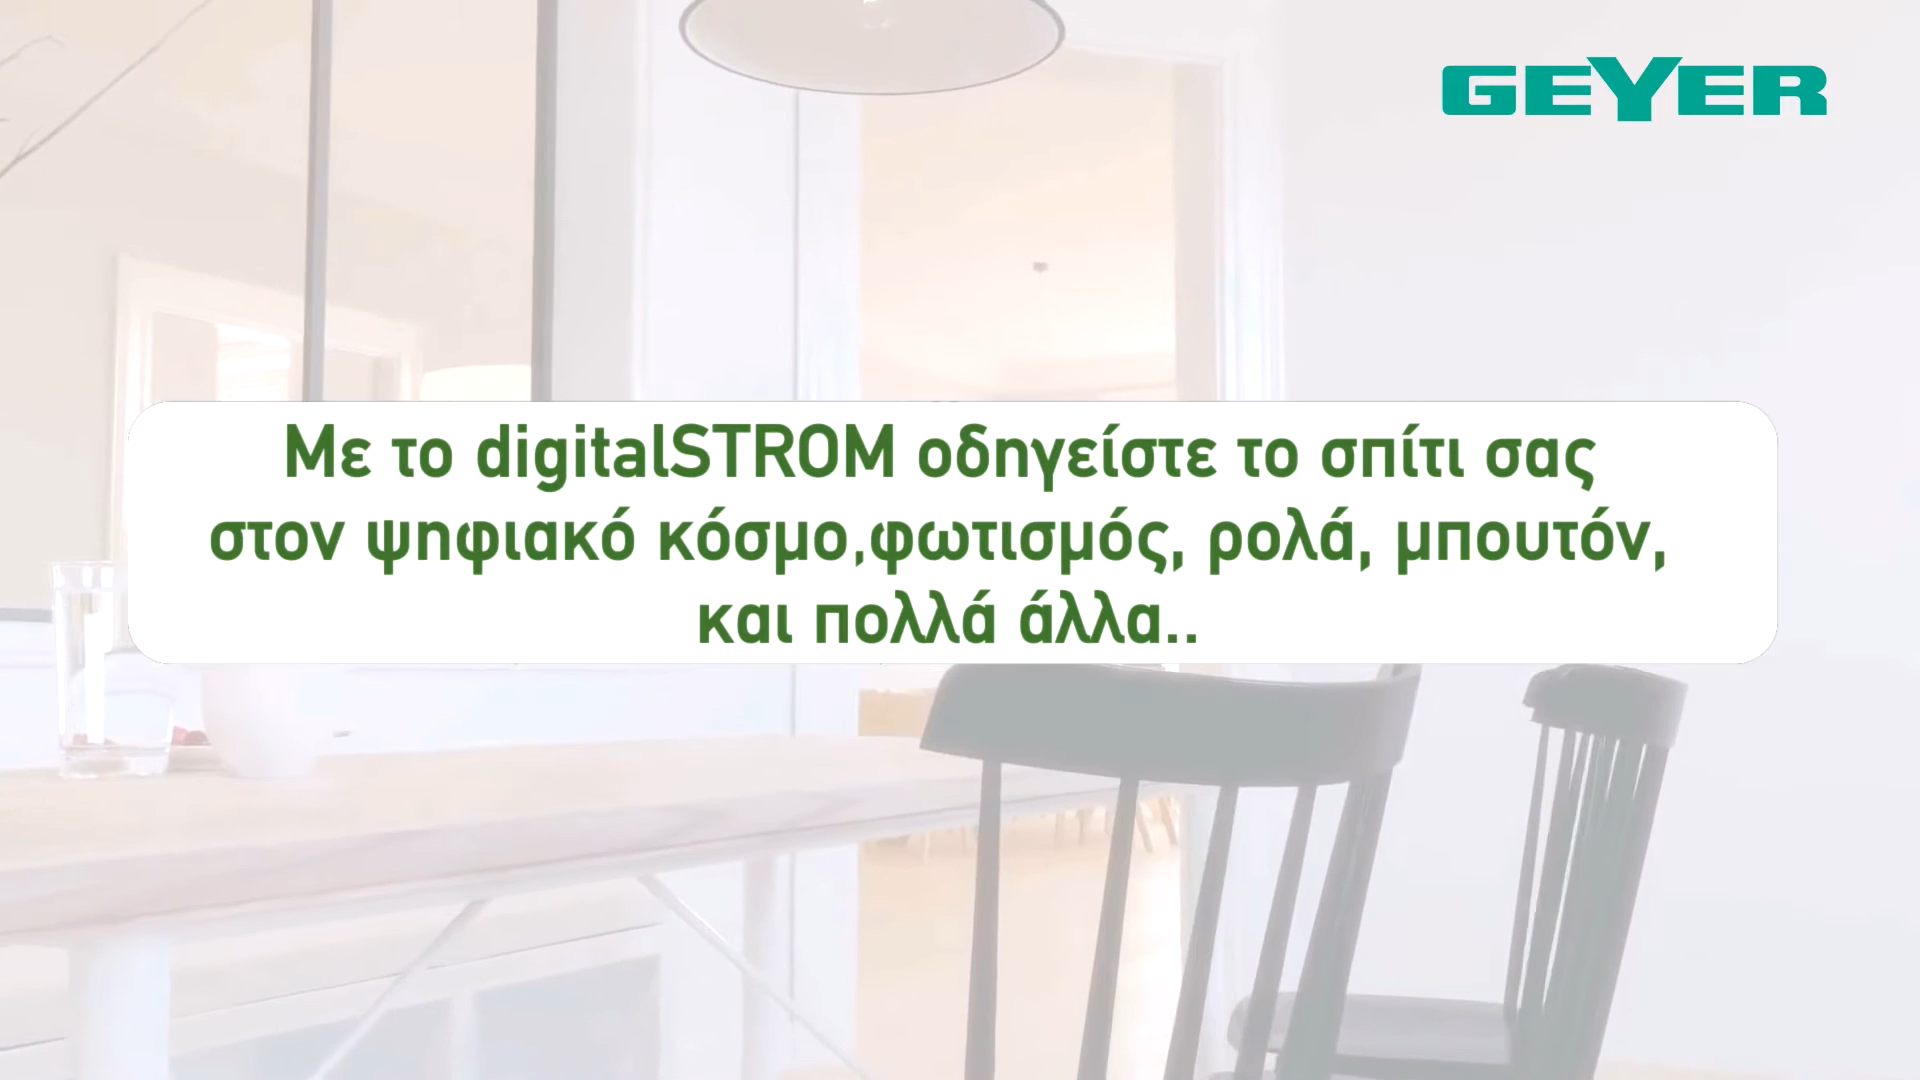 GEYER
Με το digitalSTROM οδηγείστε το σπίτι σας
στον ψηφιακό κόσμο,φωτισμός, ρολά, μπουτόν,
και πολλά άλλα..